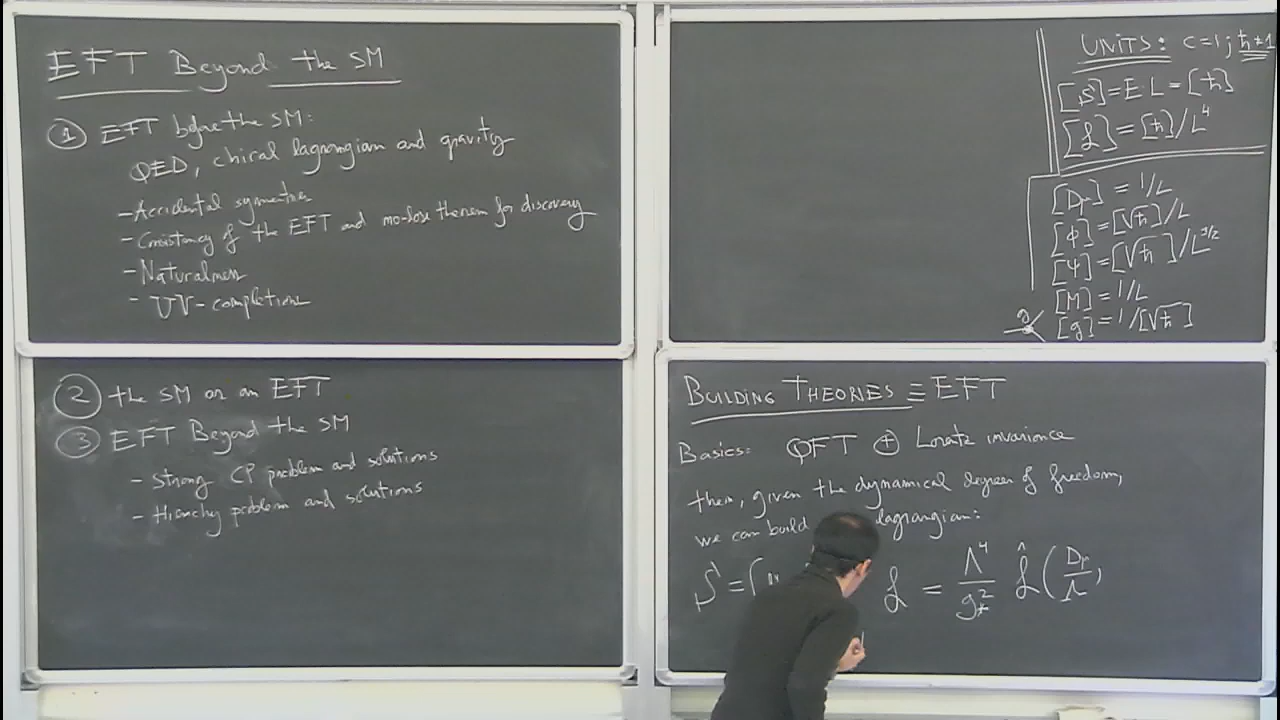 EFT Beyond the SM
① EFT before the SM:
QED, chiral lagrangian and gravity
- Accidental symmetries
- Consistency of the EFT and no-lose theorem for discovery
- Naturalness
- UV-completions
② the SM as an EFT
③ EFT Beyond the SM
- Strong CP problem and solutions
- Hierarchy problem and solutions
UNITS: c=1; ħ≠1
[S]=E·L=[ħ]
[ℒ]=[ħ]/L⁴
[Dμ]=1/L
[ϕ]=[√ħ]/L
[Ψ]=[√ħ]/L^3/2
[M]=1/L
g [g]=1/[√ħ]
BUILDING THEORIES ≡ EFT
Basics: QFT ⊕ Lorentz invariance
then, given the dynamical degrees of freedom,
we can build lagrangian:
S=∫ ℒ = Λ⁴/g*² ℒ̂(Dμ/Λ,